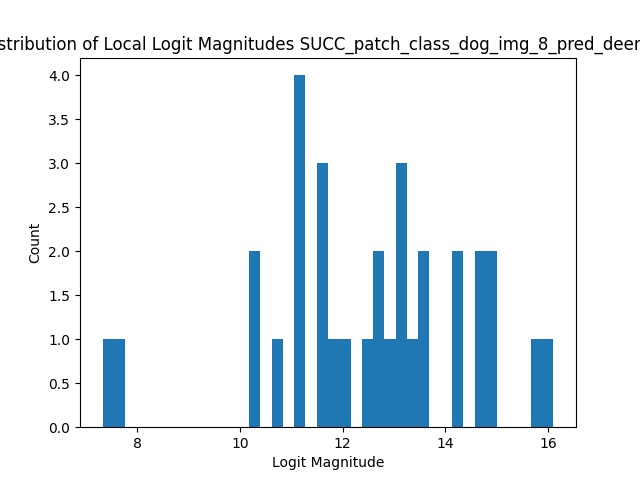 stribution of Local Logit Magnitudes SUCC_patch_class_dog_img_8_pred_deer
4.0
3.5
3.0
2.5
2.0
1.5
1.0
0.5
0.0
Count
8 10 12 14 16
Logit Magnitude